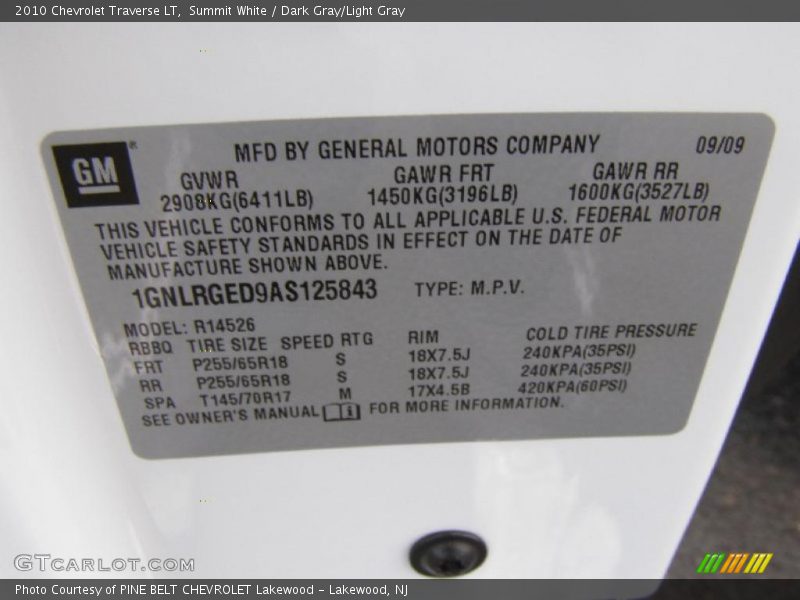 2010 Chevrolet Traverse LT,  Summit White / Dark Gray/Light Gray
GM®
MFD BY GENERAL MOTORS COMPANY 09/09
GVWR GAWR FRT GAWR RR
2908KG(6411LB) 1450KG(3196LB) 1600KG(3527LB)
THIS VEHICLE CONFORMS TO ALL APPLICABLE U.S. FEDERAL MOTOR
VEHICLE SAFETY STANDARDS IN EFFECT ON THE DATE OF
MANUFACTURE SHOWN ABOVE.
1GNLRGED9AS125843 TYPE: M.P.V.
MODEL: R14526
RBBQ TIRE SIZE SPEED RTG RIM COLD TIRE PRESSURE
FRT P255/65R18 S 18X7.5J 240KPA(35PSI)
RR P255/65R18 S 18X7.5J 240KPA(35PSI)
SPA T145/70R17 M 17X4.5B 420KPA(60PSI)
SEE OWNER'S MANUAL FOR MORE INFORMATION.
GTCARLOT.COM
Photo Courtesy of PINE BELT CHEVROLET Lakewood - Lakewood, NJ